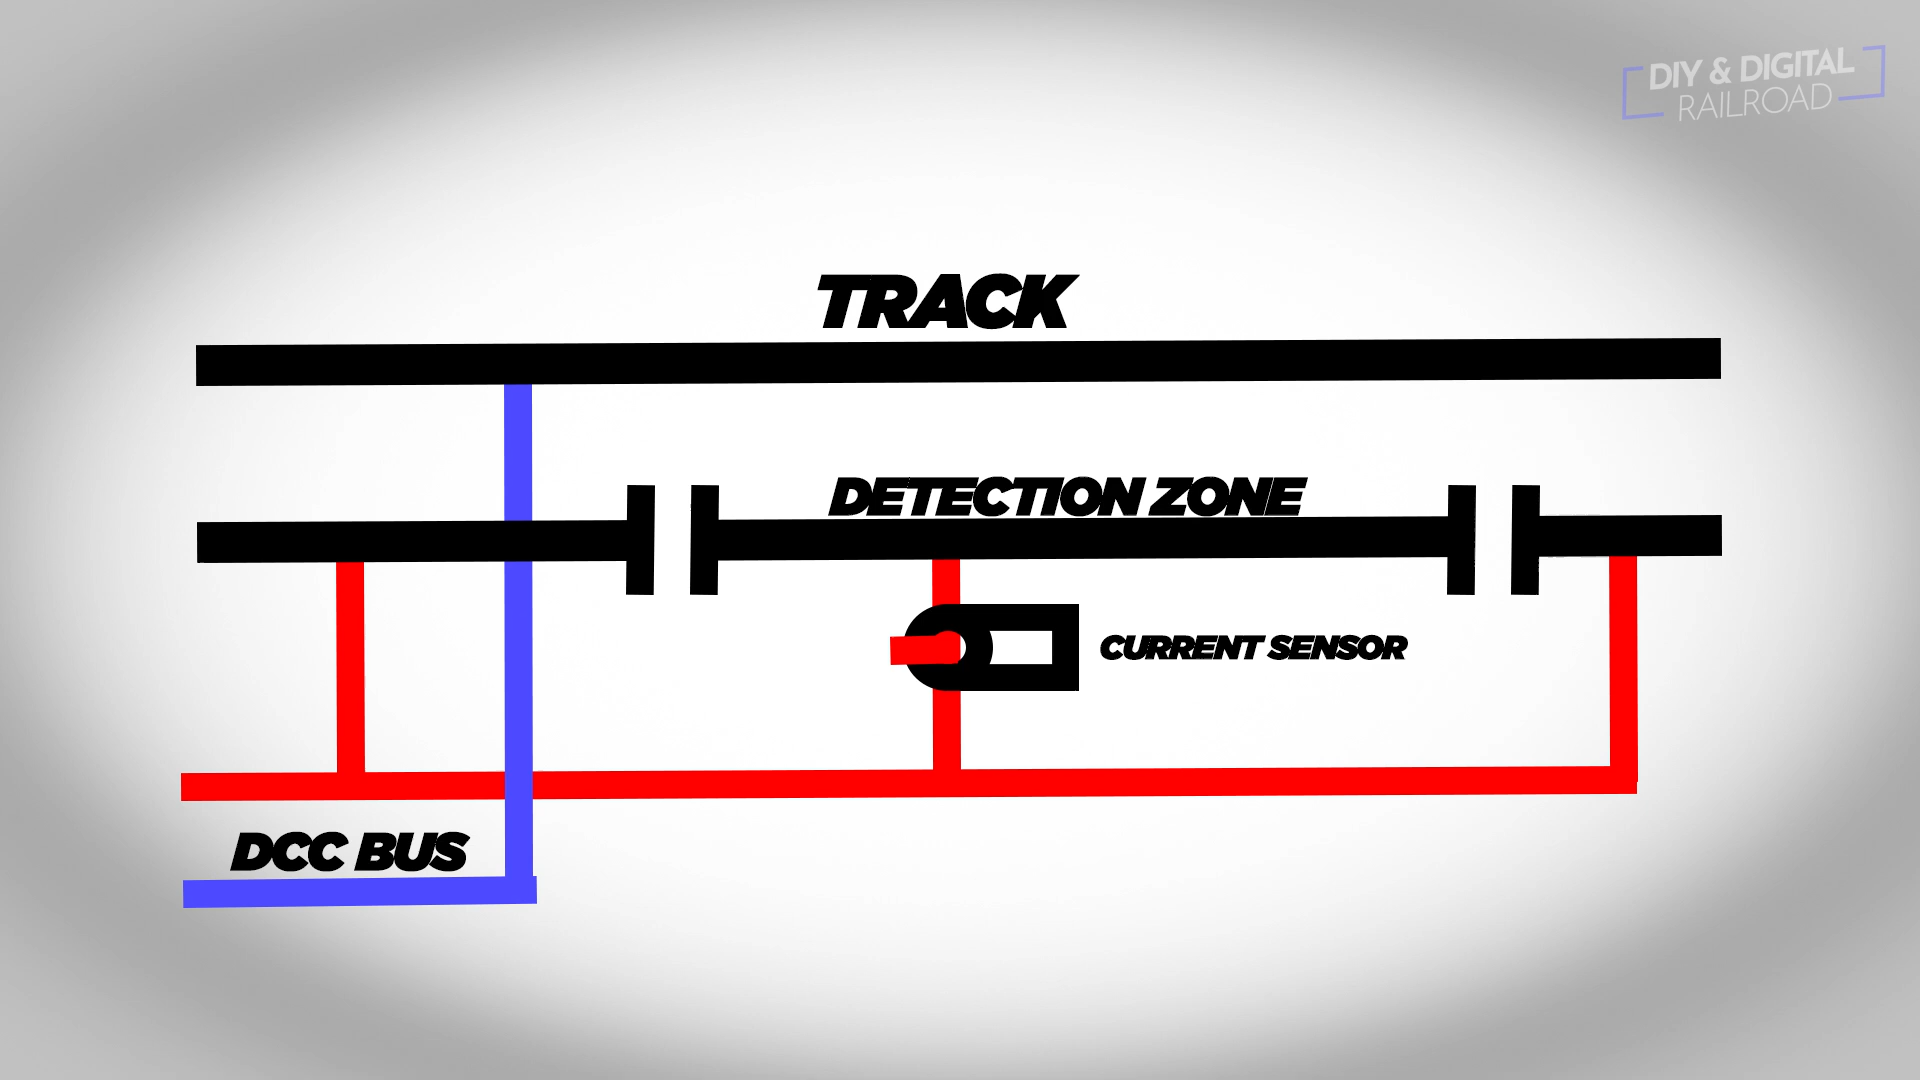 DIY & DIGITAL
RAILROAD
TRACK
DETECTION ZONE
CURRENT SENSOR
DCC BUS